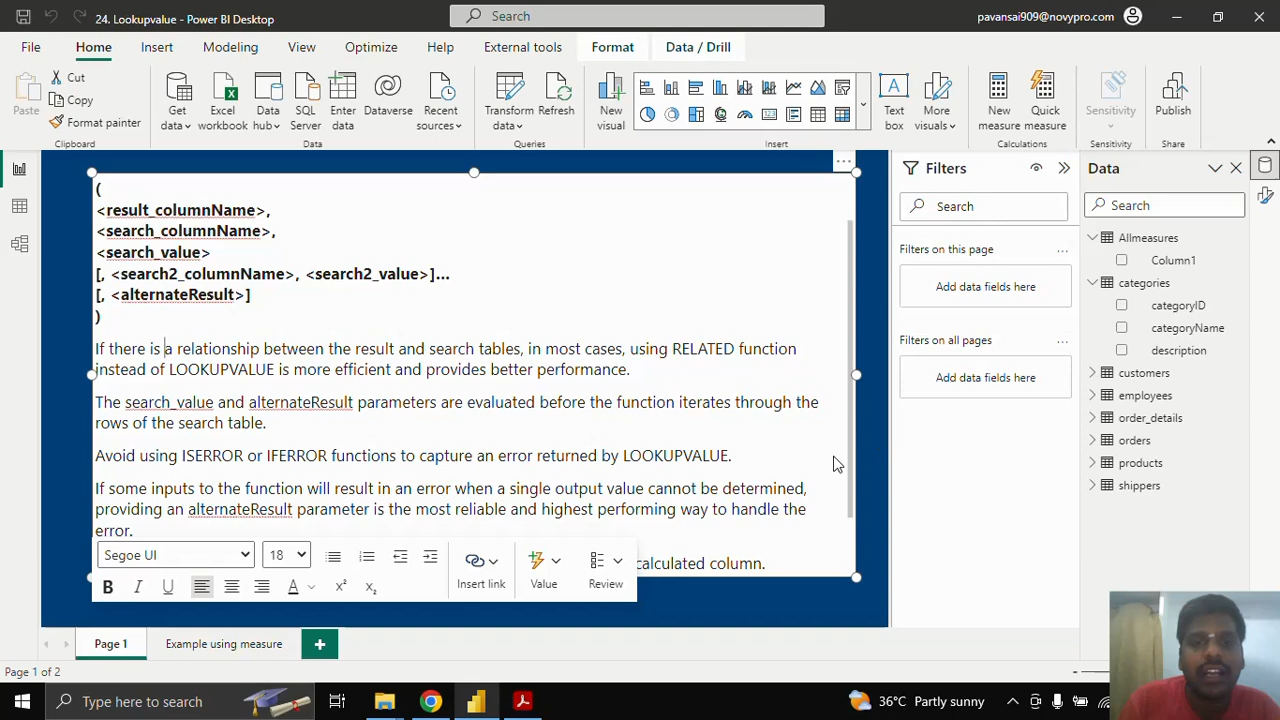 24. Lookupvalue - Power BI Desktop
Search
pavansai909@novypro.com
File
Home
Insert
Modeling
View
Optimize
Help
External tools
Format
Data / Drill
Paste
Cut
Copy
Format painter
Clipboard
Get data
Excel workbook
Data hub
SQL Server
Enter data
Dataverse
Recent sources
Data
Transform data
Refresh
Queries
New visual
Text box
More visuals
Insert
New measure
Quick measure
Calculations
Sensitivity
Sensitivity
Publish
Share
(
<result_columnName>,
<search_columnName>,
<search_value>
[, <search2_columnName>, <search2_value>]...
[, <alternateResult>]
)
If there is a relationship between the result and search tables, in most cases, using RELATED function
instead of LOOKUPVALUE is more efficient and provides better performance.
The search_value and alternateResult parameters are evaluated before the function iterates through the
rows of the search table.
Avoid using ISERROR or IFERROR functions to capture an error returned by LOOKUPVALUE.
If some inputs to the function will result in an error when a single output value cannot be determined,
providing an alternateResult parameter is the most reliable and highest performing way to handle the
error.
calculated column.
Segoe UI
18
B I U
A
Insert link
Value
Review
Filters
Search
Filters on this page
Add data fields here
Filters on all pages
Add data fields here
Data
Search
Allmeasures
Column1
categories
categoryID
categoryName
description
customers
employees
order_details
orders
products
shippers
Page 1
Example using measure
Page 1 of 2
Type here to search
36°C Partly sunny